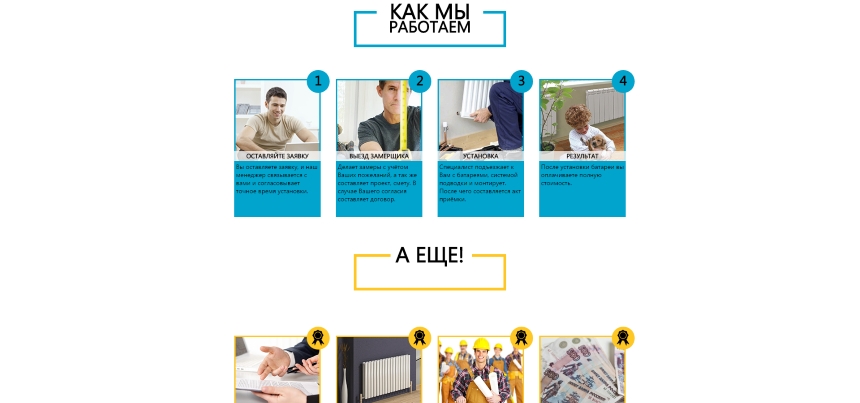 КАК МЫ
РАБОТАЕМ
1
ОСТАВЛЯЙТЕ ЗАЯВКУ
Вы оставляете заявку, и наш
менеджер связывается с
вами и согласовывает
точное время установки.
2
ВЫЕЗД ЗАМЕРЩИКА
Делает замеры с учётом
Ваших пожеланий, а так же
составляет проект, смету. В
случае Вашего согласия
составляет договор.
3
УСТАНОВКА
Специалист подъезжает к
Вам с батареями, системой
подводки и монтирует.
После чего составляется акт
приёмки.
4
РЕЗУЛЬТАТ
После установки батареи вы
оплачиваете полную
стоимость.
А ЕЩЕ!